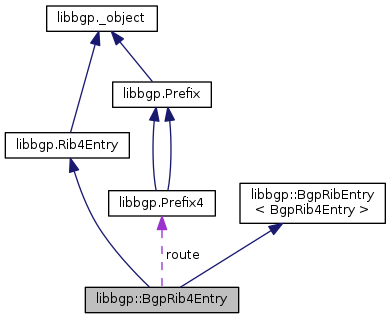 libbgp._object
libbgp.Prefix
libbgp.Rib4Entry
libbgp.Prefix4
libbgp::BgpRibEntry
< BgpRib4Entry >
route
libbgp::BgpRib4Entry